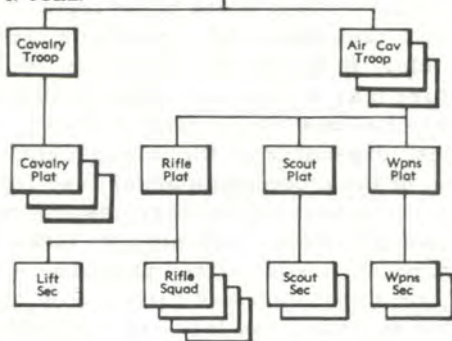 Cavalry
Troop
Air Cav
Troop
Cavalry
Plat
Rifle
Plat
Scout
Plat
Wpns
Plat
Lift
Sec
Rifle
Squad
Scout
Sec
Wpns
Sec